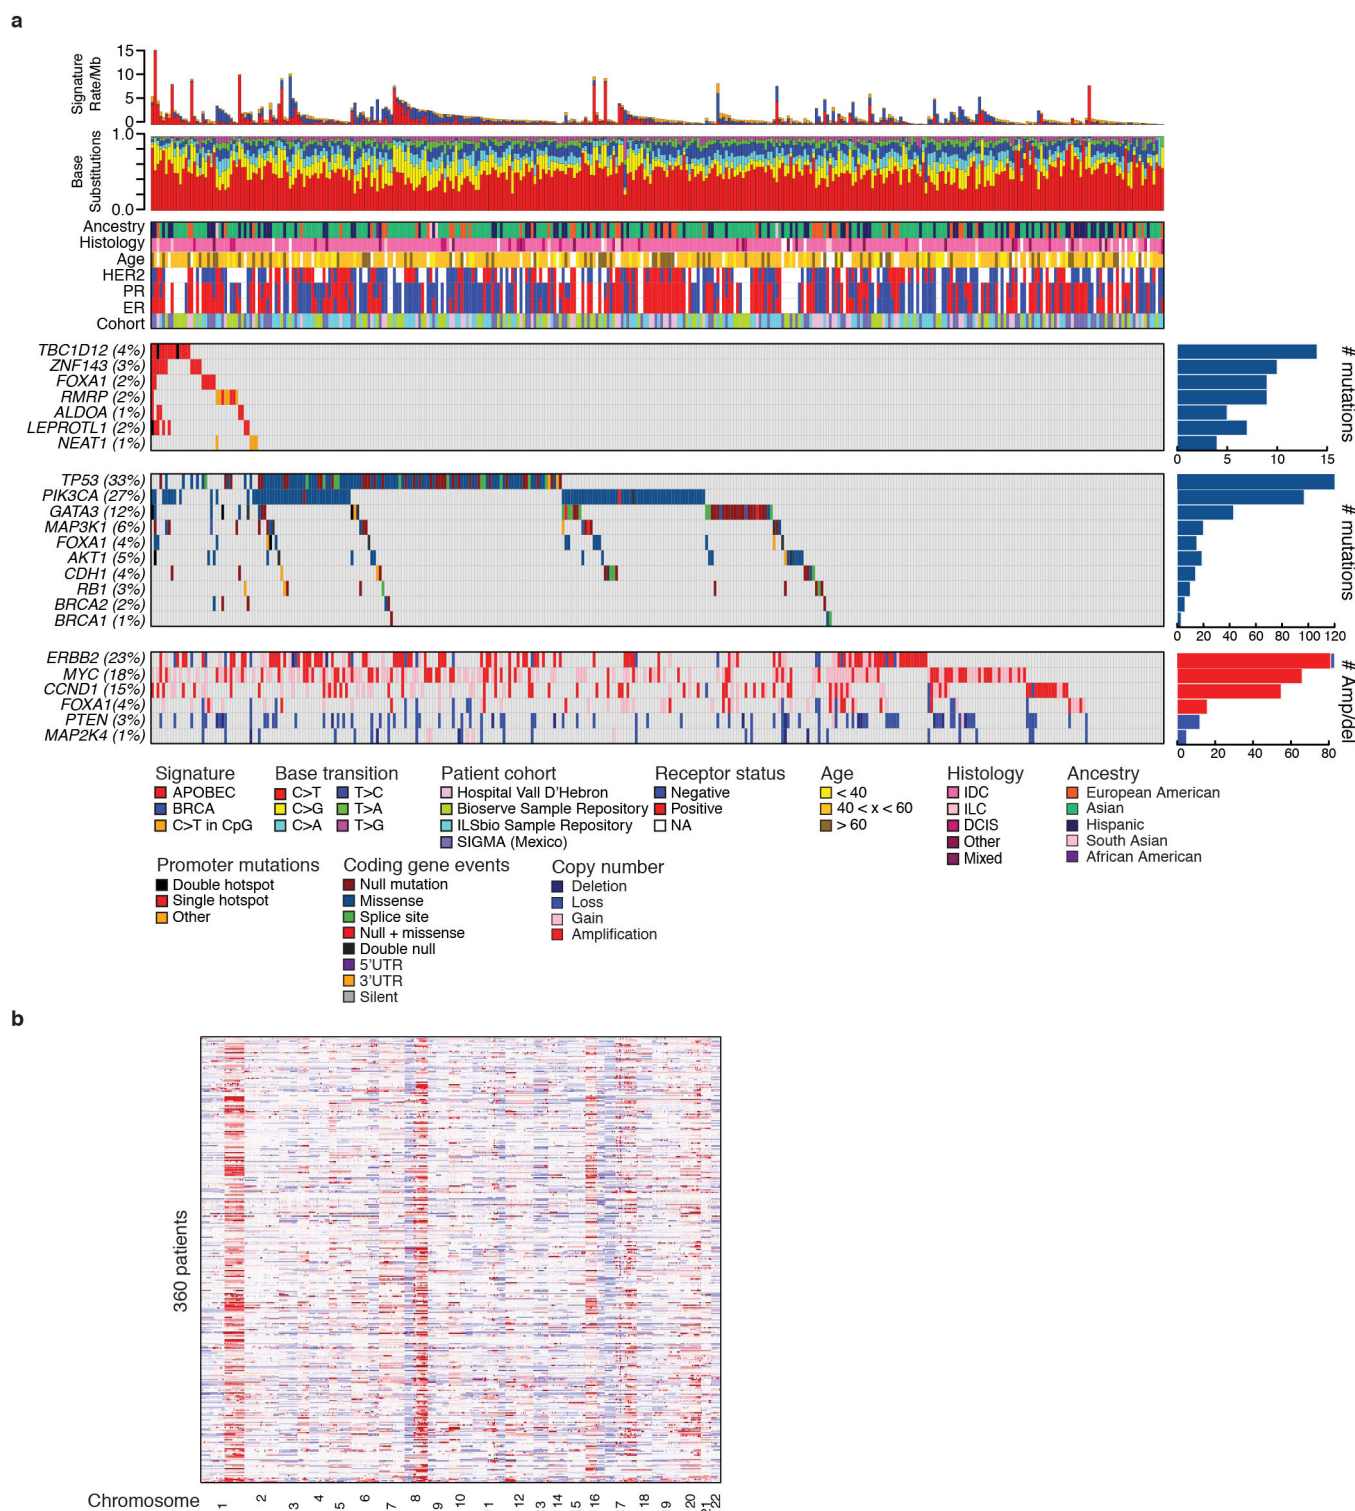 a
Signature
Rate/Mb
15
10
5
0
Base
Substitutions
1.0
0.0
Ancestry
Histology
Age
HER2
PR
ER
Cohort
TBC1D12 (4%)
ZNF143 (3%)
FOXA1 (2%)
RMRP (2%)
ALDOA (1%)
LEPROTL1 (2%)
NEAT1 (1%)
# mutations
0 5 10 15
TP53 (33%)
PIK3CA (27%)
GATA3 (12%)
MAP3K1 (6%)
FOXA1 (4%)
AKT1 (5%)
CDH1 (4%)
RB1 (3%)
BRCA2 (2%)
BRCA1 (1%)
# mutations
0 20 40 60 80 100 120
ERBB2 (23%)
MYC (18%)
CCND1 (15%)
FOXA1(4%)
PTEN (3%)
MAP2K4 (1%)
# Amp/del
0 20 40 60 80
Signature
APOBEC
BRCA
C>T in CpG
Base transition
C>T T>C
C>G T>A
C>A T>G
Patient cohort
Hospital Vall D'Hebron
Bioserve Sample Repository
ILSbio Sample Repository
SIGMA (Mexico)
Receptor status
Negative
Positive
NA
Age
< 40
40 < x < 60
> 60
Histology
IDC
ILC
DCIS
Other
Mixed
Ancestry
European American
Asian
Hispanic
South Asian
African American
Promoter mutations
Double hotspot
Single hotspot
Other
Coding gene events
Null mutation
Missense
Splice site
Null + missense
Double null
5'UTR
3'UTR
Silent
Copy number
Deletion
Loss
Gain
Amplification
b
360 patients
Chromosome 1 2 3 4 5 6 7 8 9 10 11 12 3 14 5 16 7 18 9 20 21 22